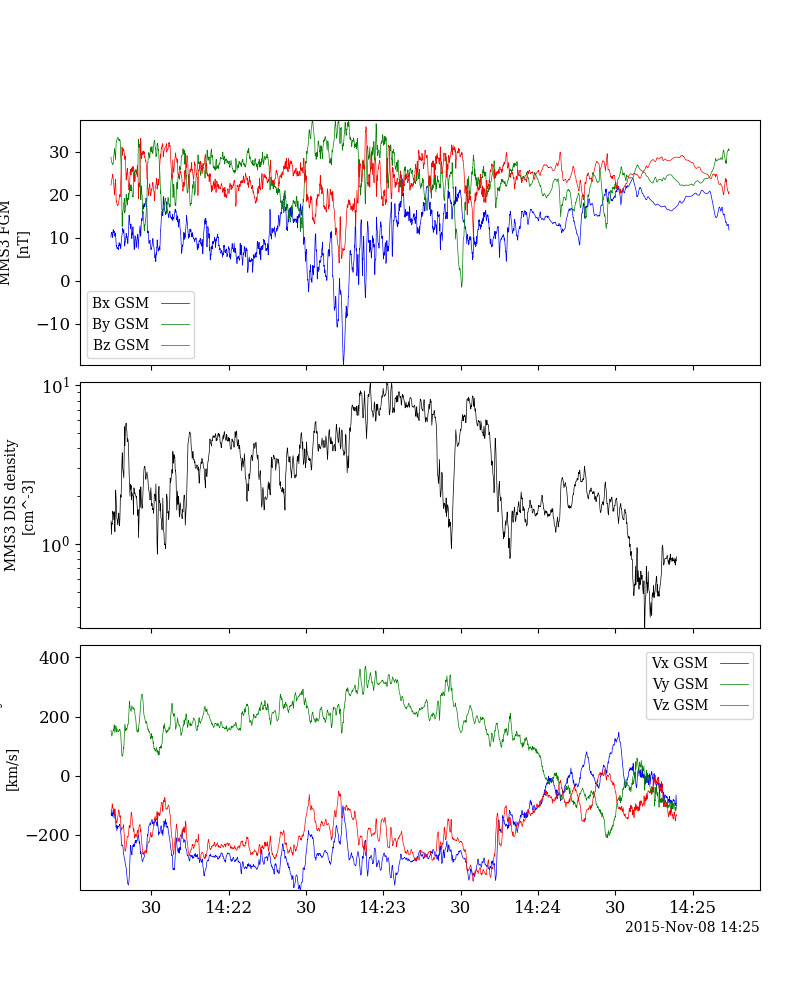 30
20
10
0
−10
MMS3 FGM
[nT]
Bx GSM
By GSM
Bz GSM
10^1
10^0
MMS3 DIS density
[cm^-3]
400
200
0
−200
[km/s]
Vx GSM
Vy GSM
Vz GSM
30
14:22
30
14:23
30
14:24
30
14:25
2015-Nov-08 14:25